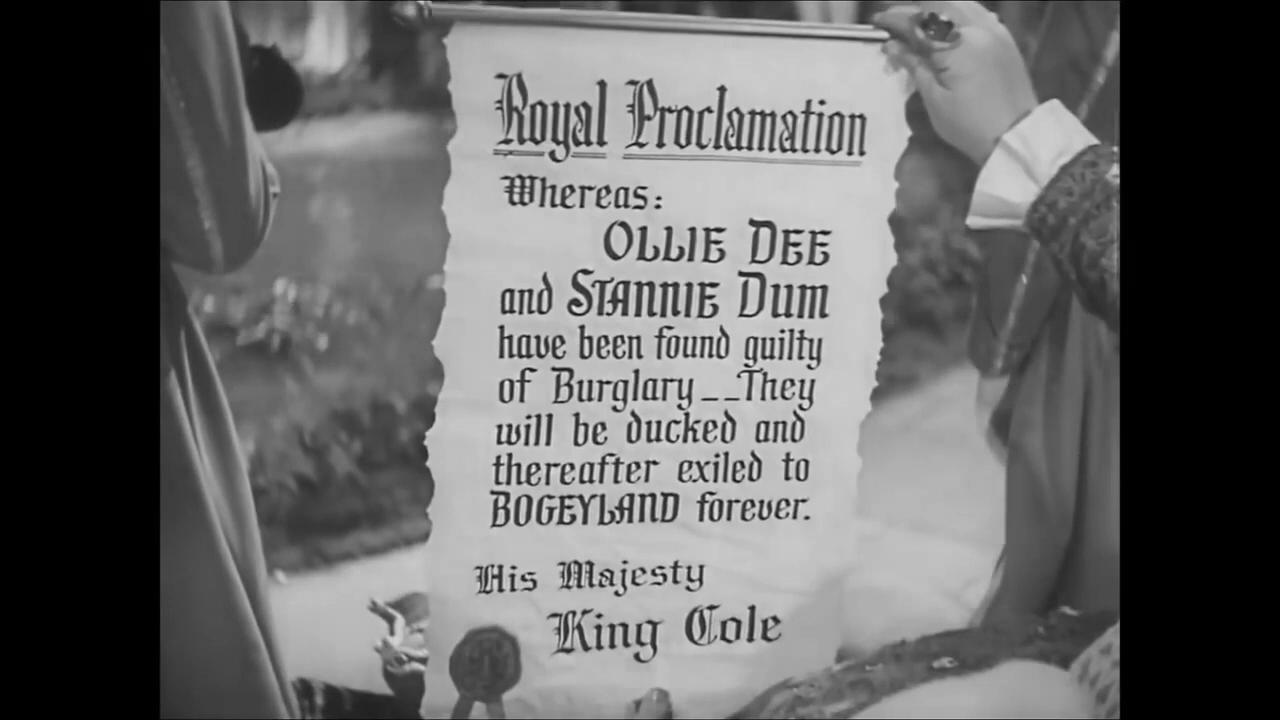 Royal Proclamation
Whereas:
OLLIE DEE
and STANNIE DUM
have been found guilty
of Burglary__They
will be ducked and
thereafter exiled to
BOGEYLAND forever.
His Majesty
King Cole